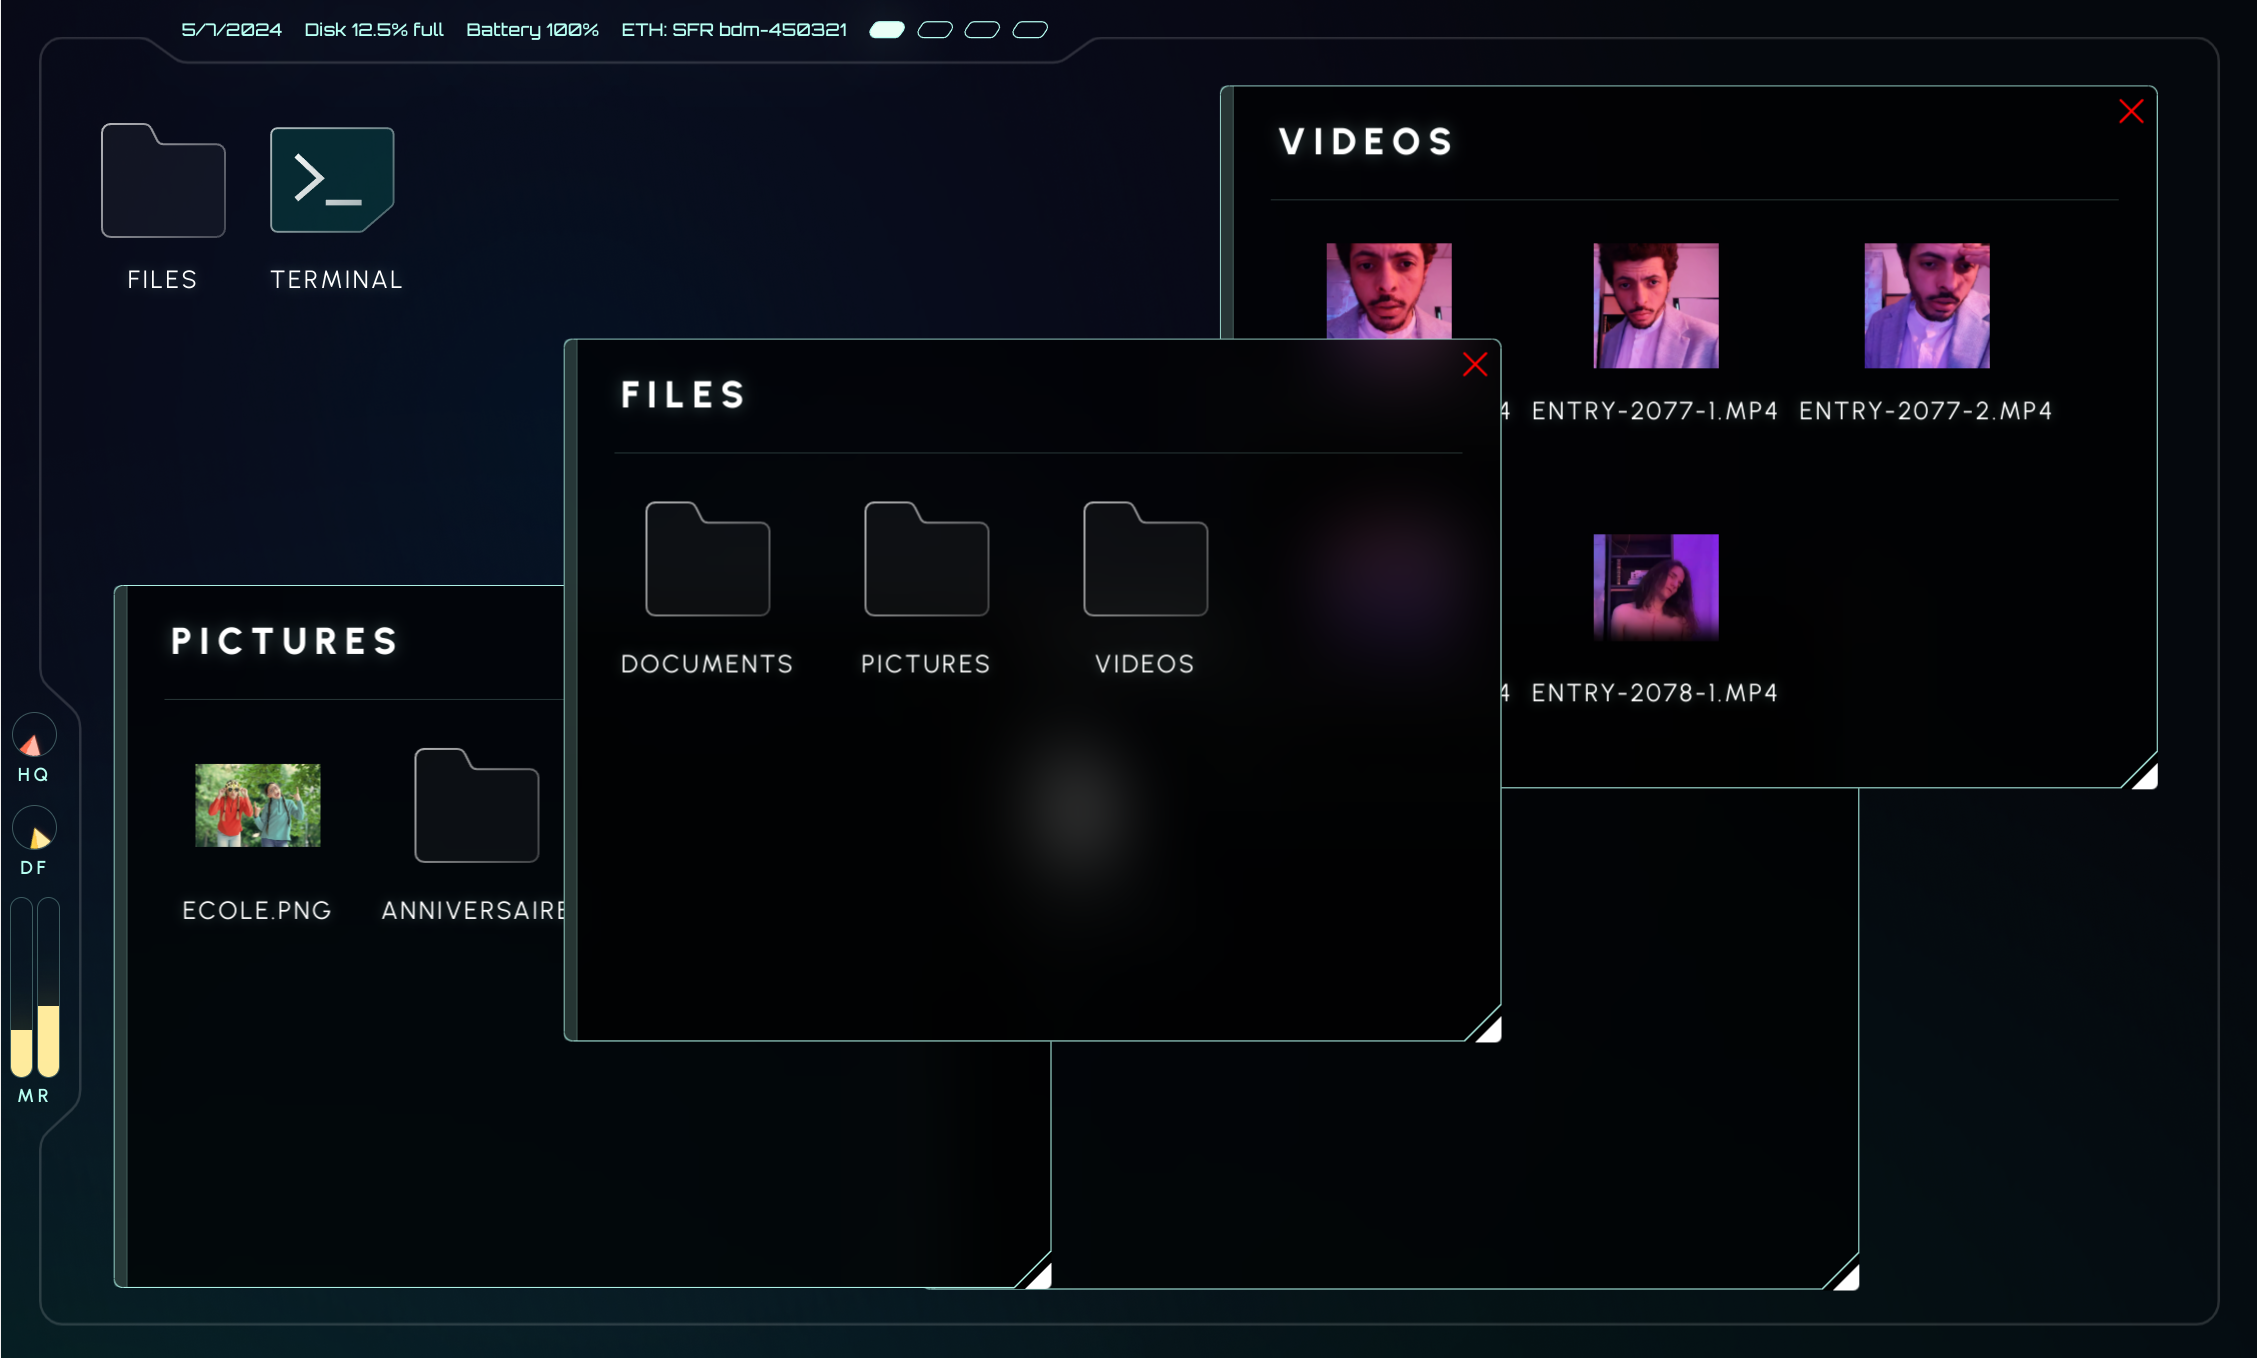 5/7/2024 Disk 12.5% full Battery 100% ETH: SFR bdm-450321
FILES TERMINAL
VIDEOS
4 ENTRY-2077-1.MP4 ENTRY-2077-2.MP4
4 ENTRY-2078-1.MP4
FILES
DOCUMENTS PICTURES VIDEOS
PICTURES
ECOLE.PNG ANNIVERSAIRE
HQ
DF
MR